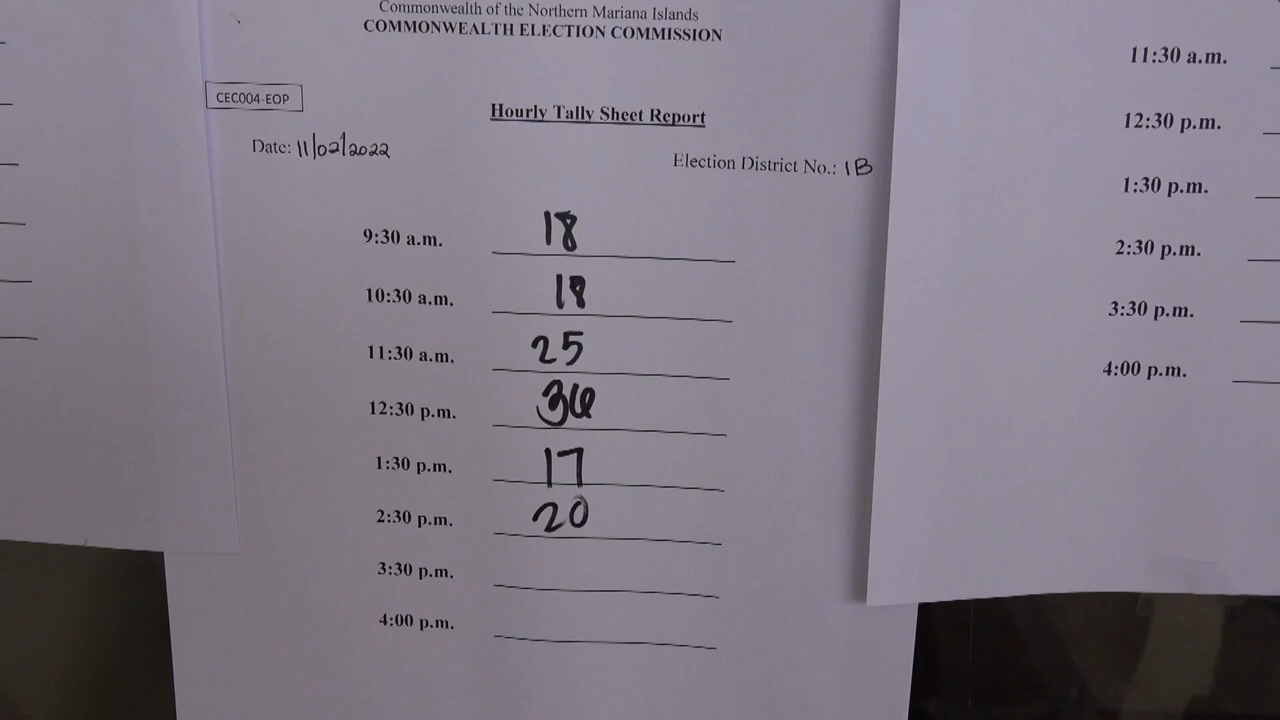 Commonwealth of the Northern Mariana Islands
COMMONWEALTH ELECTION COMMISSION
CEC004-EOP
Hourly Tally Sheet Report
Date: 11/02/2022
Election District No.: 1B
9:30 a.m. 18
10:30 a.m. 18
11:30 a.m. 25
12:30 p.m. 36
1:30 p.m. 17
2:30 p.m. 20
3:30 p.m.
4:00 p.m.
11:30 a.m.
12:30 p.m.
1:30 p.m.
2:30 p.m.
3:30 p.m.
4:00 p.m.